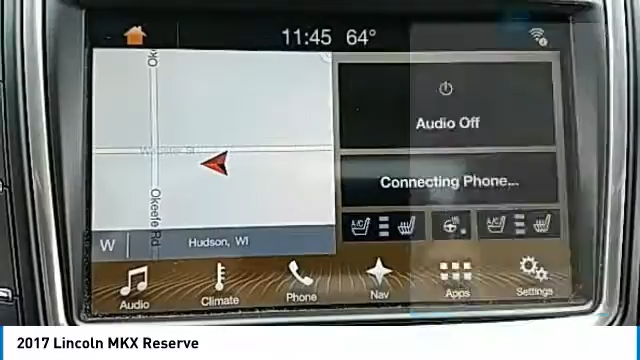 11:45 64°
Audio Off
Connecting Phone...
Okeefe Rd
A/C
A/C
W
Hudson, WI
Audio
Climate
Phone
Nav
Apps
Settings
2017 Lincoln MKX Reserve